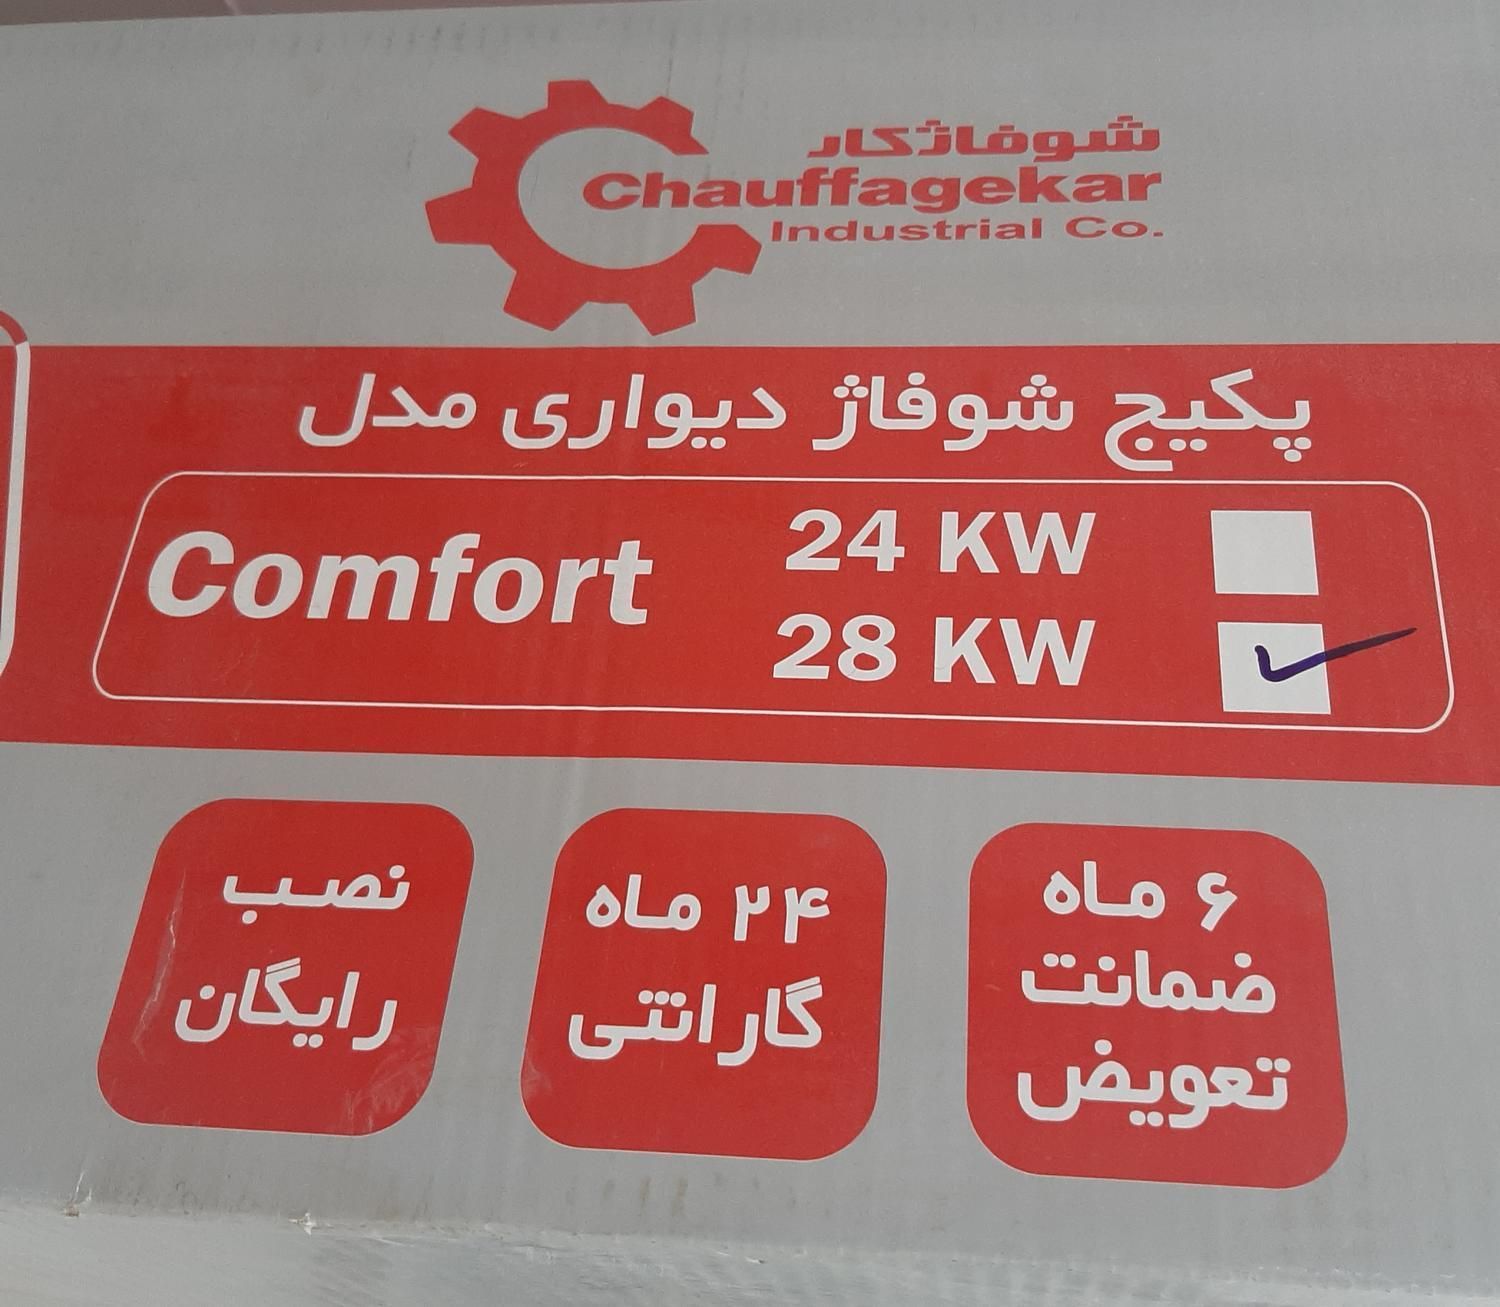 شوفاژکار
Chauffagekar
Industrial Co.
پکیج شوفاژ دیواری مدل
Comfort
24 KW
28 KW
۶ ماه
ضمانت
تعویض
۲۴ ماه
گارانتی
نصب
رایگان